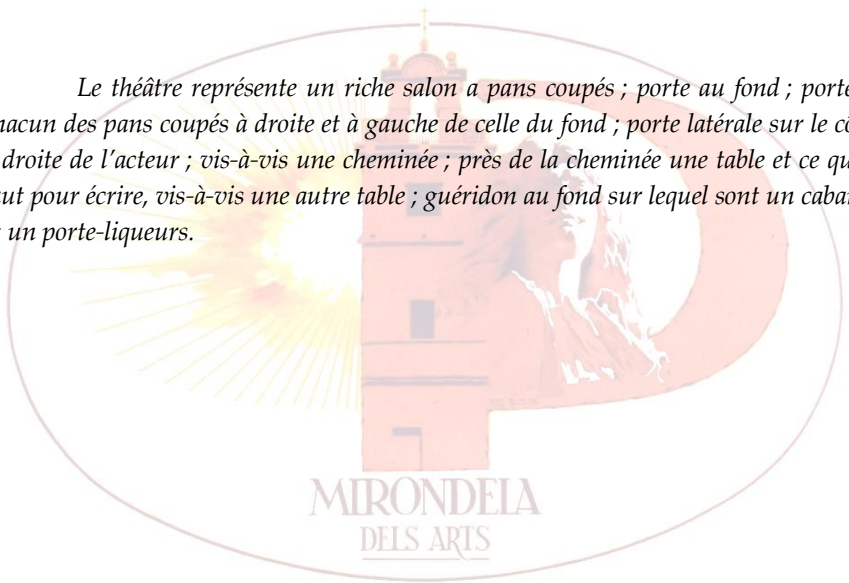 Le théâtre représente un riche salon a pans coupés ; porte au fond ; porte
hacun des pans coupés à droite et à gauche de celle du fond ; porte latérale sur le cô
droite de l'acteur ; vis-à-vis une cheminée ; près de la cheminée une table et ce qu
ut pour écrire, vis-à-vis une autre table ; guéridon au fond sur lequel sont un cabar
un porte-liqueurs.
MIRONDELA
DELS ARTS